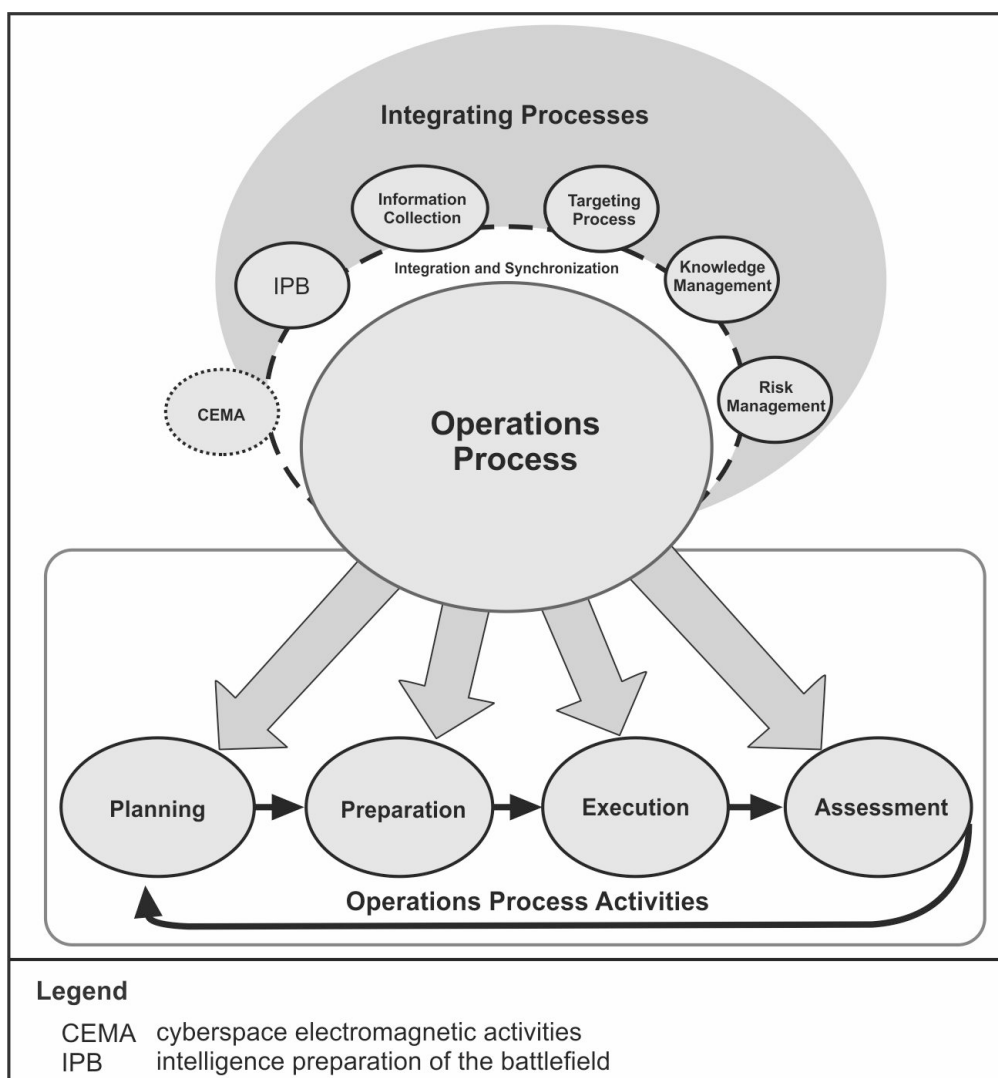 Integrating Processes
Information
Collection
Targeting
Process
IPB
Integration and Synchronization
Knowledge
Management
CEMA
Risk
Management
Operations
Process
Planning
Preparation
Execution
Assessment
Operations Process Activities
Legend
CEMA cyberspace electromagnetic activities
IPB intelligence preparation of the battlefield